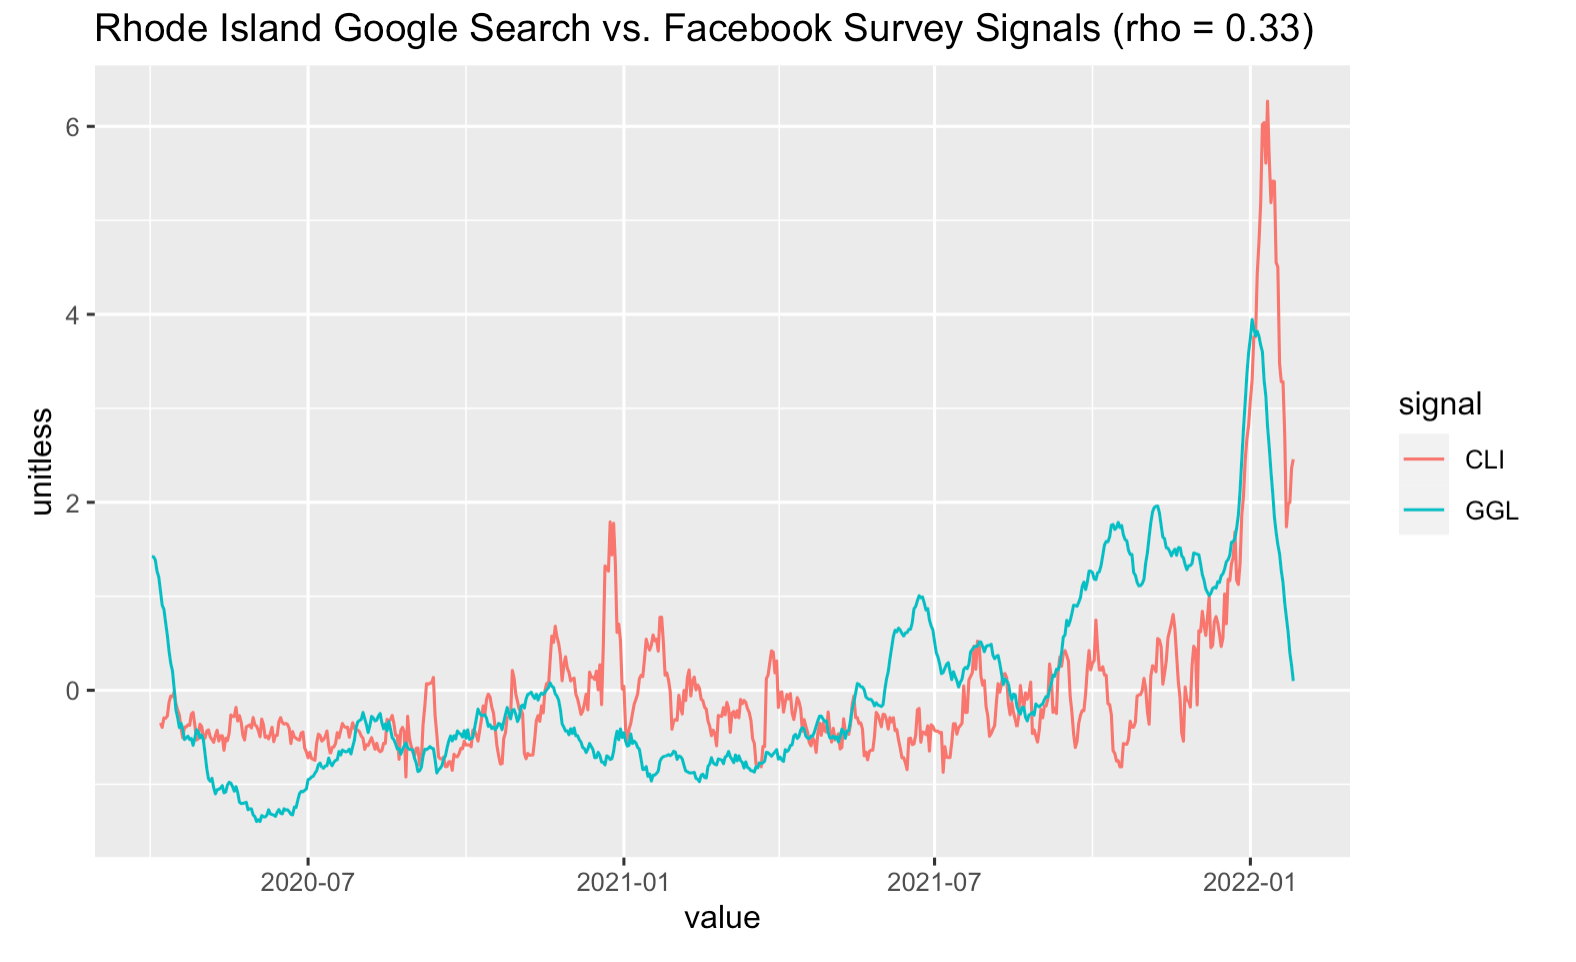 Rhode Island Google Search vs. Facebook Survey Signals (rho = 0.33)
6
4
2
0
unitless
2020-07
2021-01
2021-07
2022-01
value
signal
CLI
GGL